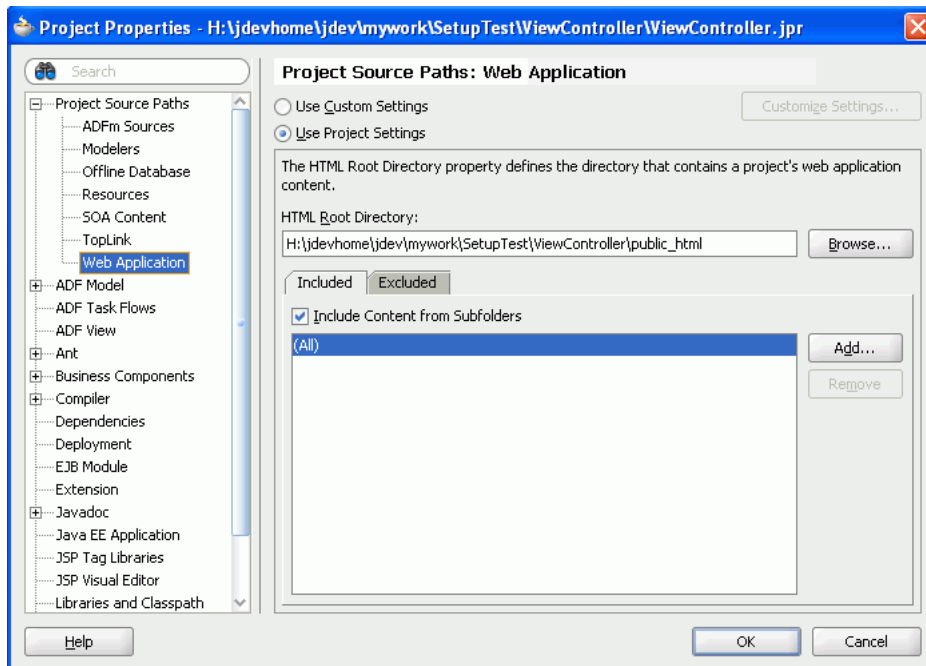 Project Properties - H:\jdevhome\jdev\mywork\SetupTest\ViewController\ViewController.jpr
Search
Project Source Paths
ADFm Sources
Modelers
Offline Database
Resources
SOA Content
TopLink
Web Application
ADF Model
ADF Task Flows
ADF View
Ant
Business Components
Compiler
Dependencies
Deployment
EJB Module
Extension
Javadoc
Java EE Application
JSP Tag Libraries
JSP Visual Editor
Libraries and Classpath
Project Source Paths: Web Application
Use Custom Settings
Customize Settings...
Use Project Settings
The HTML Root Directory property defines the directory that contains a project's web application
content.
HTML Root Directory:
H:\jdevhome\jdev\mywork\SetupTest\ViewController\public_html
Browse...
Included
Excluded
Include Content from Subfolders
(All)
Add...
Remove
Help
OK
Cancel